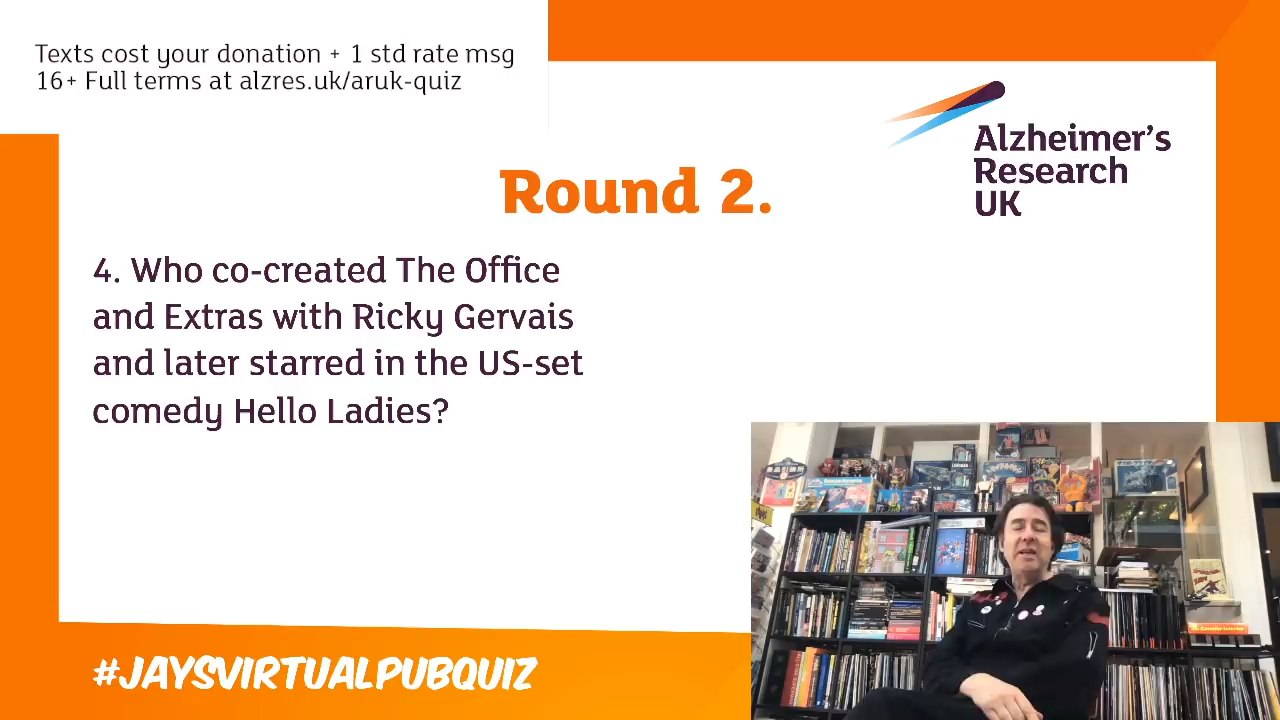 Texts cost your donation + 1 std rate msg
16+ Full terms at alzres.uk/aruk-quiz
Alzheimer's
Research
UK
Round 2.
4. Who co-created The Office
and Extras with Ricky Gervais
and later starred in the US-set
comedy Hello Ladies?
#JAYSVIRTUALPUBQUIZ